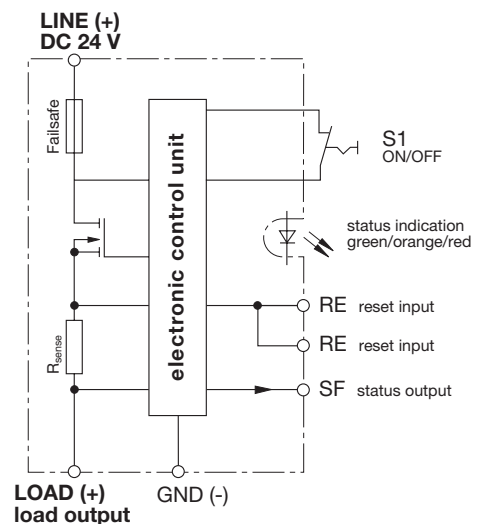 LINE (+)
DC 24 V
Failsafe
electronic control unit
S1
ON/OFF
status indication
green/orange/red
RE reset input
Rsense
RE reset input
SF status output
LOAD (+)
load output
GND (-)